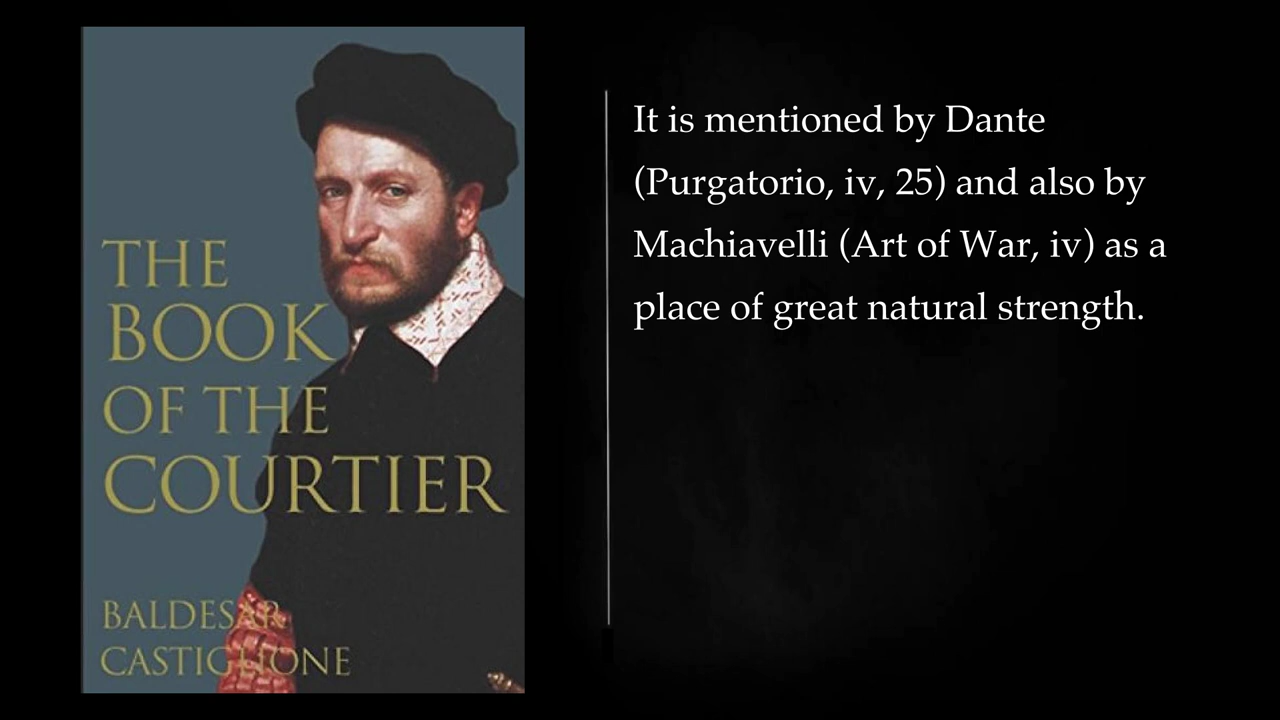 THE
BOOK
OF THE
COURTIER
BALDESAR
CASTIGLIONE
It is mentioned by Dante
(Purgatorio, iv, 25) and also by
Machiavelli (Art of War, iv) as a
place of great natural strength.